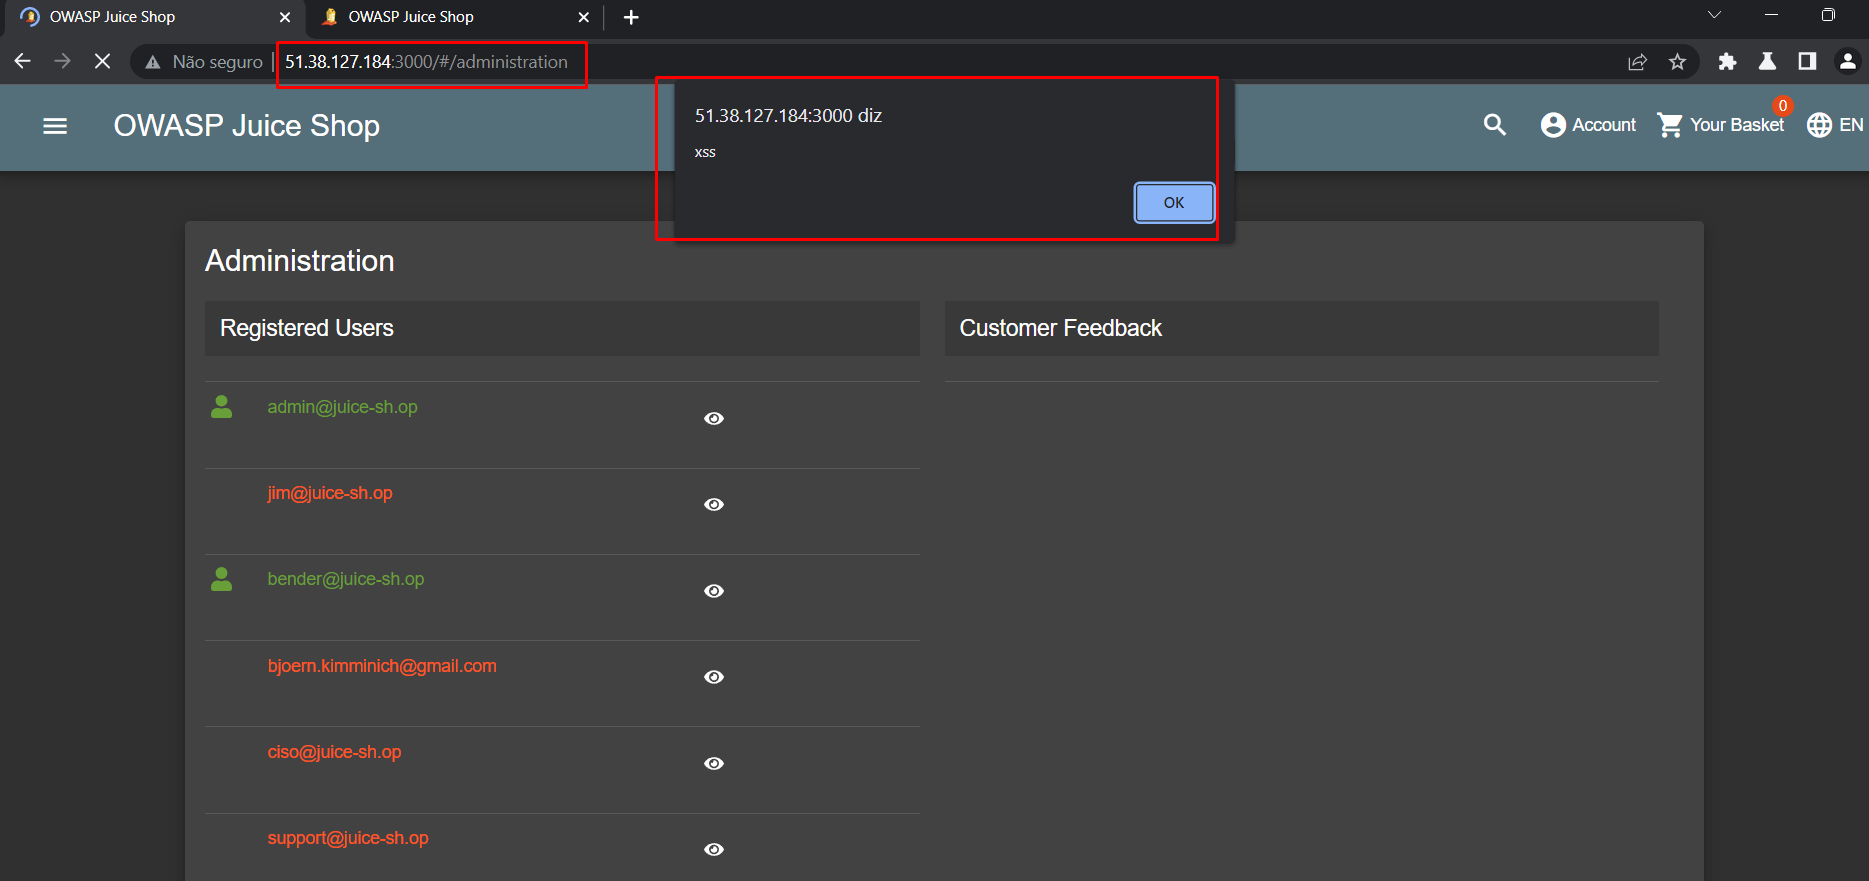 OWASP Juice Shop
OWASP Juice Shop
Não seguro
51.38.127.184:3000/#/administration
OWASP Juice Shop
51.38.127.184:3000 diz
xss
OK
Account
0
Your Basket
EN
Administration
Registered Users
Customer Feedback
admin@juice-sh.op
jim@juice-sh.op
bender@juice-sh.op
bjoern.kimminich@gmail.com
ciso@juice-sh.op
support@juice-sh.op